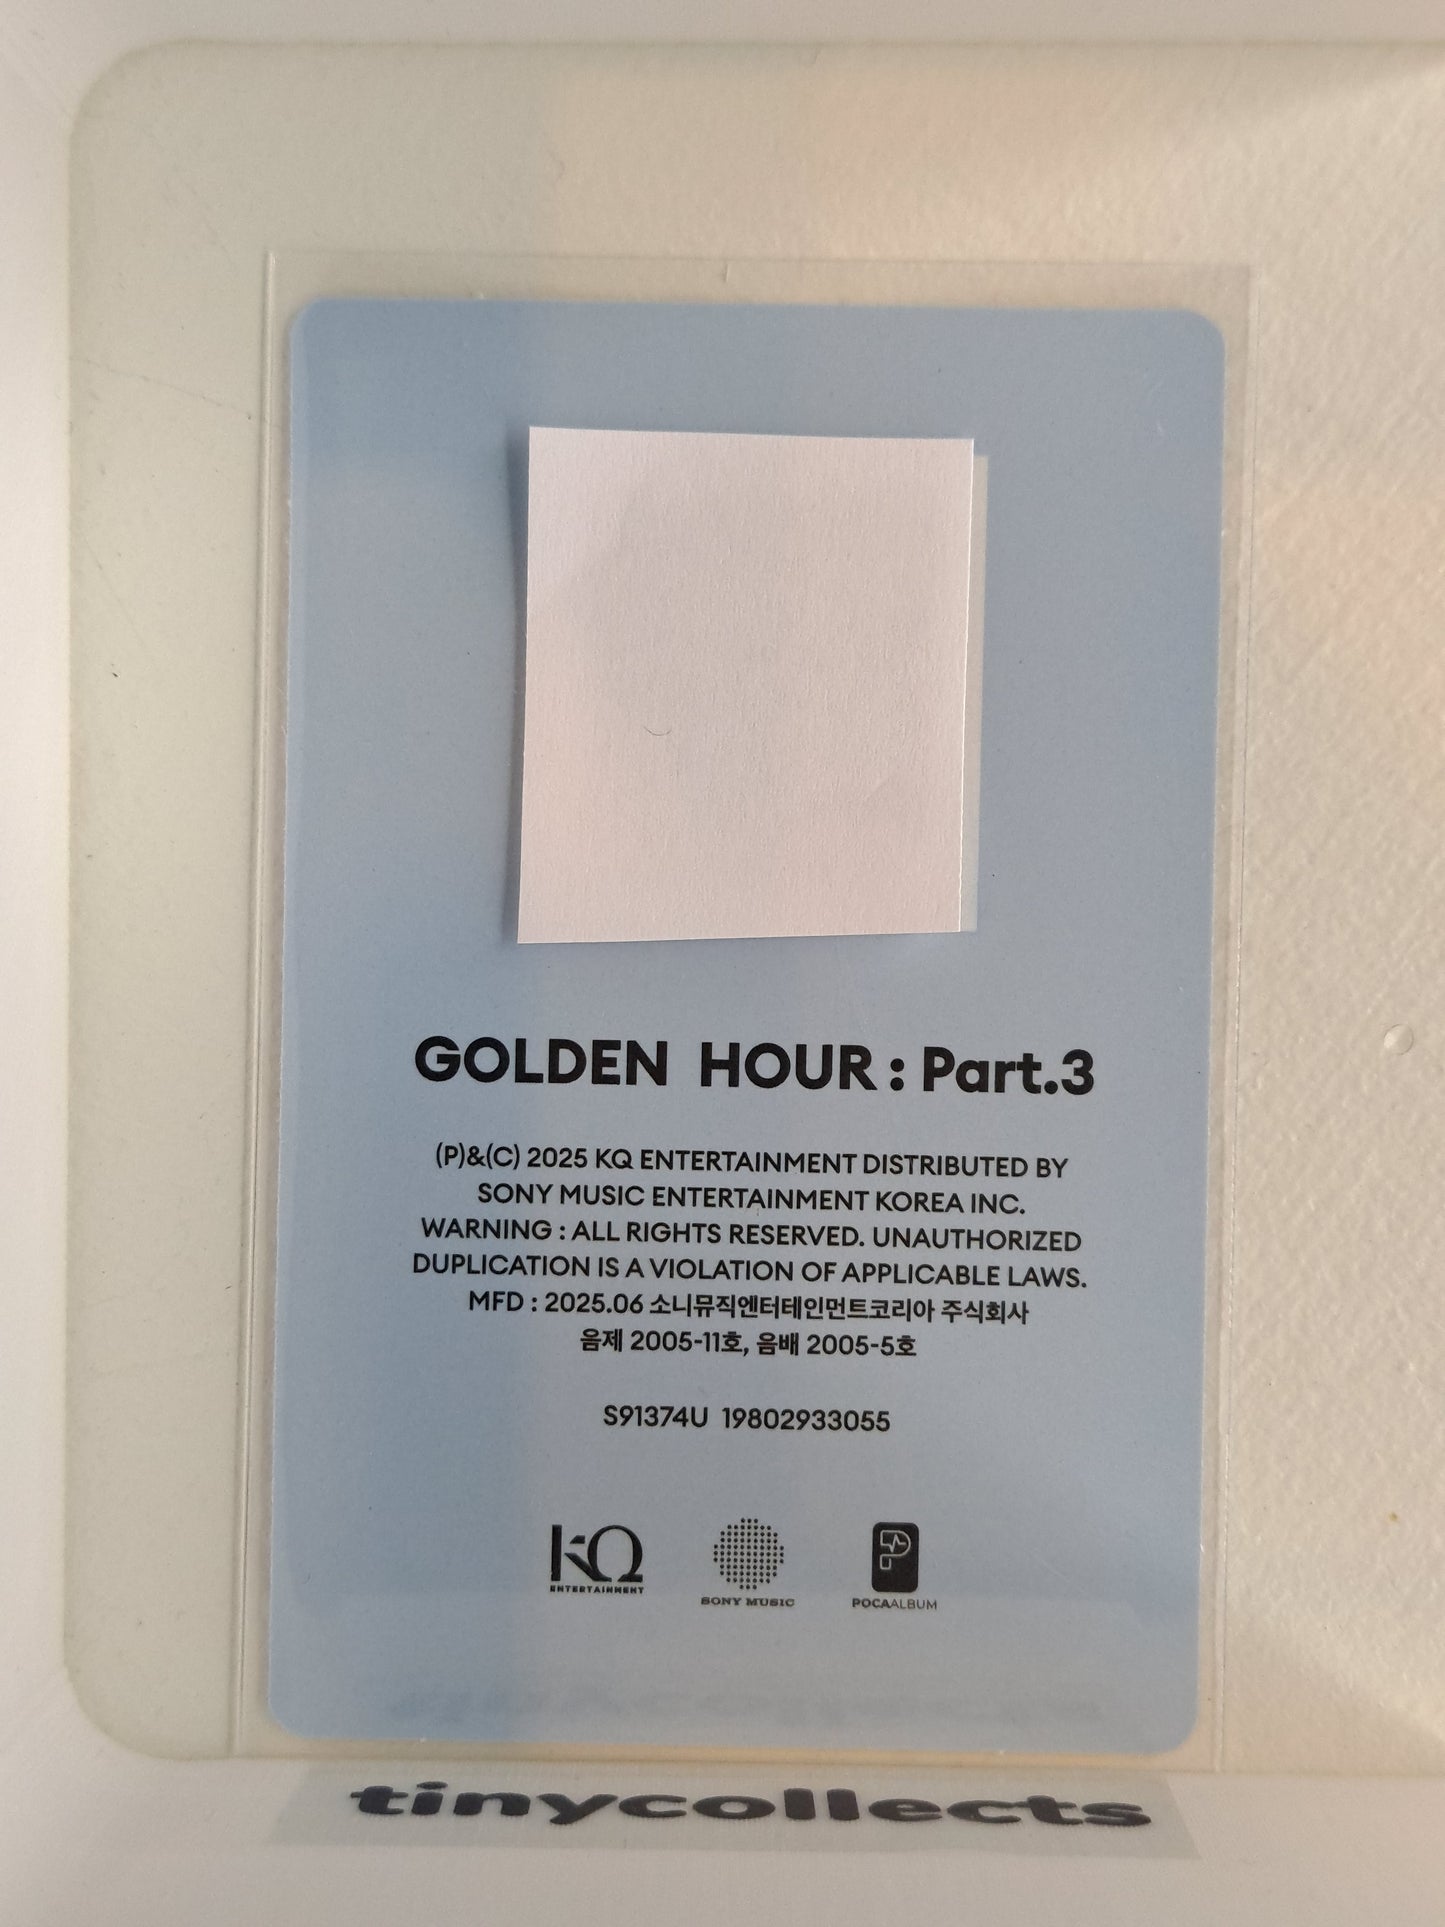 GOLDEN HOUR : Part.3
(P)&(C) 2025 KQ ENTERTAINMENT DISTRIBUTED BY
SONY MUSIC ENTERTAINMENT KOREA INC.
WARNING : ALL RIGHTS RESERVED. UNAUTHORIZED
DUPLICATION IS A VIOLATION OF APPLICABLE LAWS.
MFD : 2025.06 소니뮤직엔터테인먼트코리아 주식회사
음제 2005-11호, 음배 2005-5호
S91374U 19802933055
KQ
ENTERTAINMENT
SONY MUSIC
POCAALBUM
tinycollects